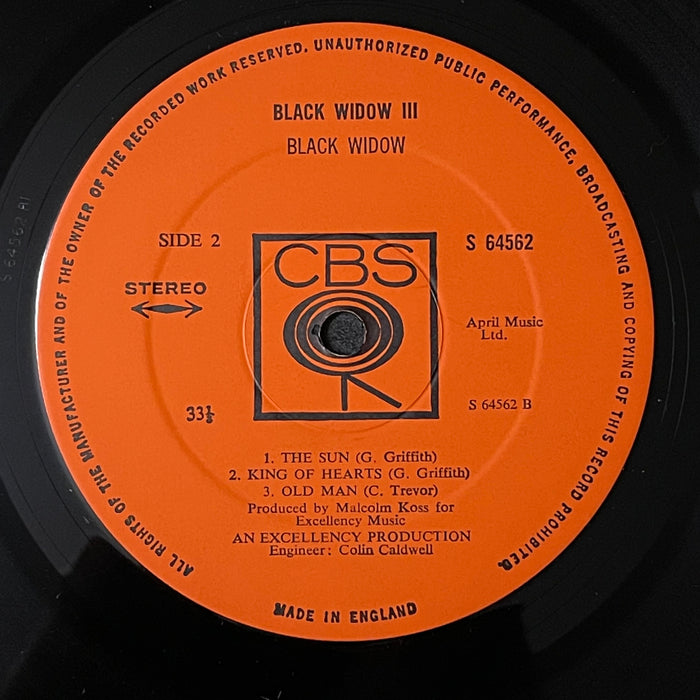 ALL RIGHTS OF THE MANUFACTURER AND OF THE OWNER OF THE RECORDED WORK RESERVED. UNAUTHORIZED PUBLIC PERFORMANCE, BROADCASTING AND COPYING OF THIS RECORD PROHIBITED.
BLACK WIDOW III
BLACK WIDOW
SIDE 2
S 64562
CBS
STEREO
April Music
Ltd.
33⅓
S 64562 B
1. THE SUN (G. Griffith)
2. KING OF HEARTS (G. Griffith)
3. OLD MAN (C. Trevor)
Produced by Malcolm Koss for
Excellency Music
AN EXCELLENCY PRODUCTION
Engineer: Colin Caldwell
MADE IN ENGLAND